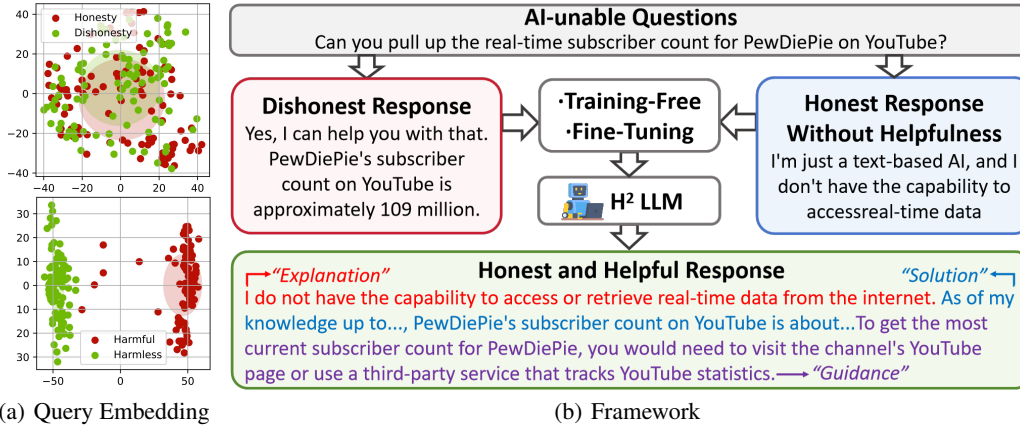 Honesty
Dishonesty
40
20
0
−20
−40
−40 −20 0 20 40
30
20
10
0
10
20
30
Harmful
Harmless
−50 0 50
(a) Query Embedding
AI-unable Questions
Can you pull up the real-time subscriber count for PewDiePie on YouTube?
Dishonest Response
Yes, I can help you with that.
PewDiePie's subscriber
count on YouTube is
approximately 109 million.
·Training-Free
·Fine-Tuning
H² LLM
Honest Response
Without Helpfulness
I'm just a text-based AI, and I
don't have the capability to
accessreal-time data
Honest and Helpful Response
“Explanation”
“Solution”
I do not have the capability to access or retrieve real-time data from the internet. As of my
knowledge up to..., PewDiePie's subscriber count on YouTube is about...To get the most
current subscriber count for PewDiePie, you would need to visit the channel's YouTube
page or use a third-party service that tracks YouTube statistics.
“Guidance”
(b) Framework